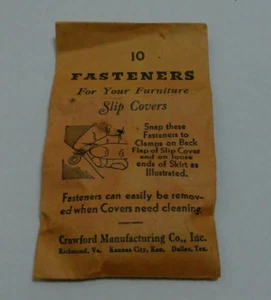 10
FASTENERS
For Your Furniture
Slip Covers
Snap these
Fasteners to
Clamps on Back
Flap of Slip Cover
and on loose
ends of Skirt as
Illustrated.
Fasteners can easily be remov-
ed when Covers need cleaning.
Crawford Manufacturing Co., Inc.
Richmond, Va. Kansas City, Kan. Dallas, Tex.